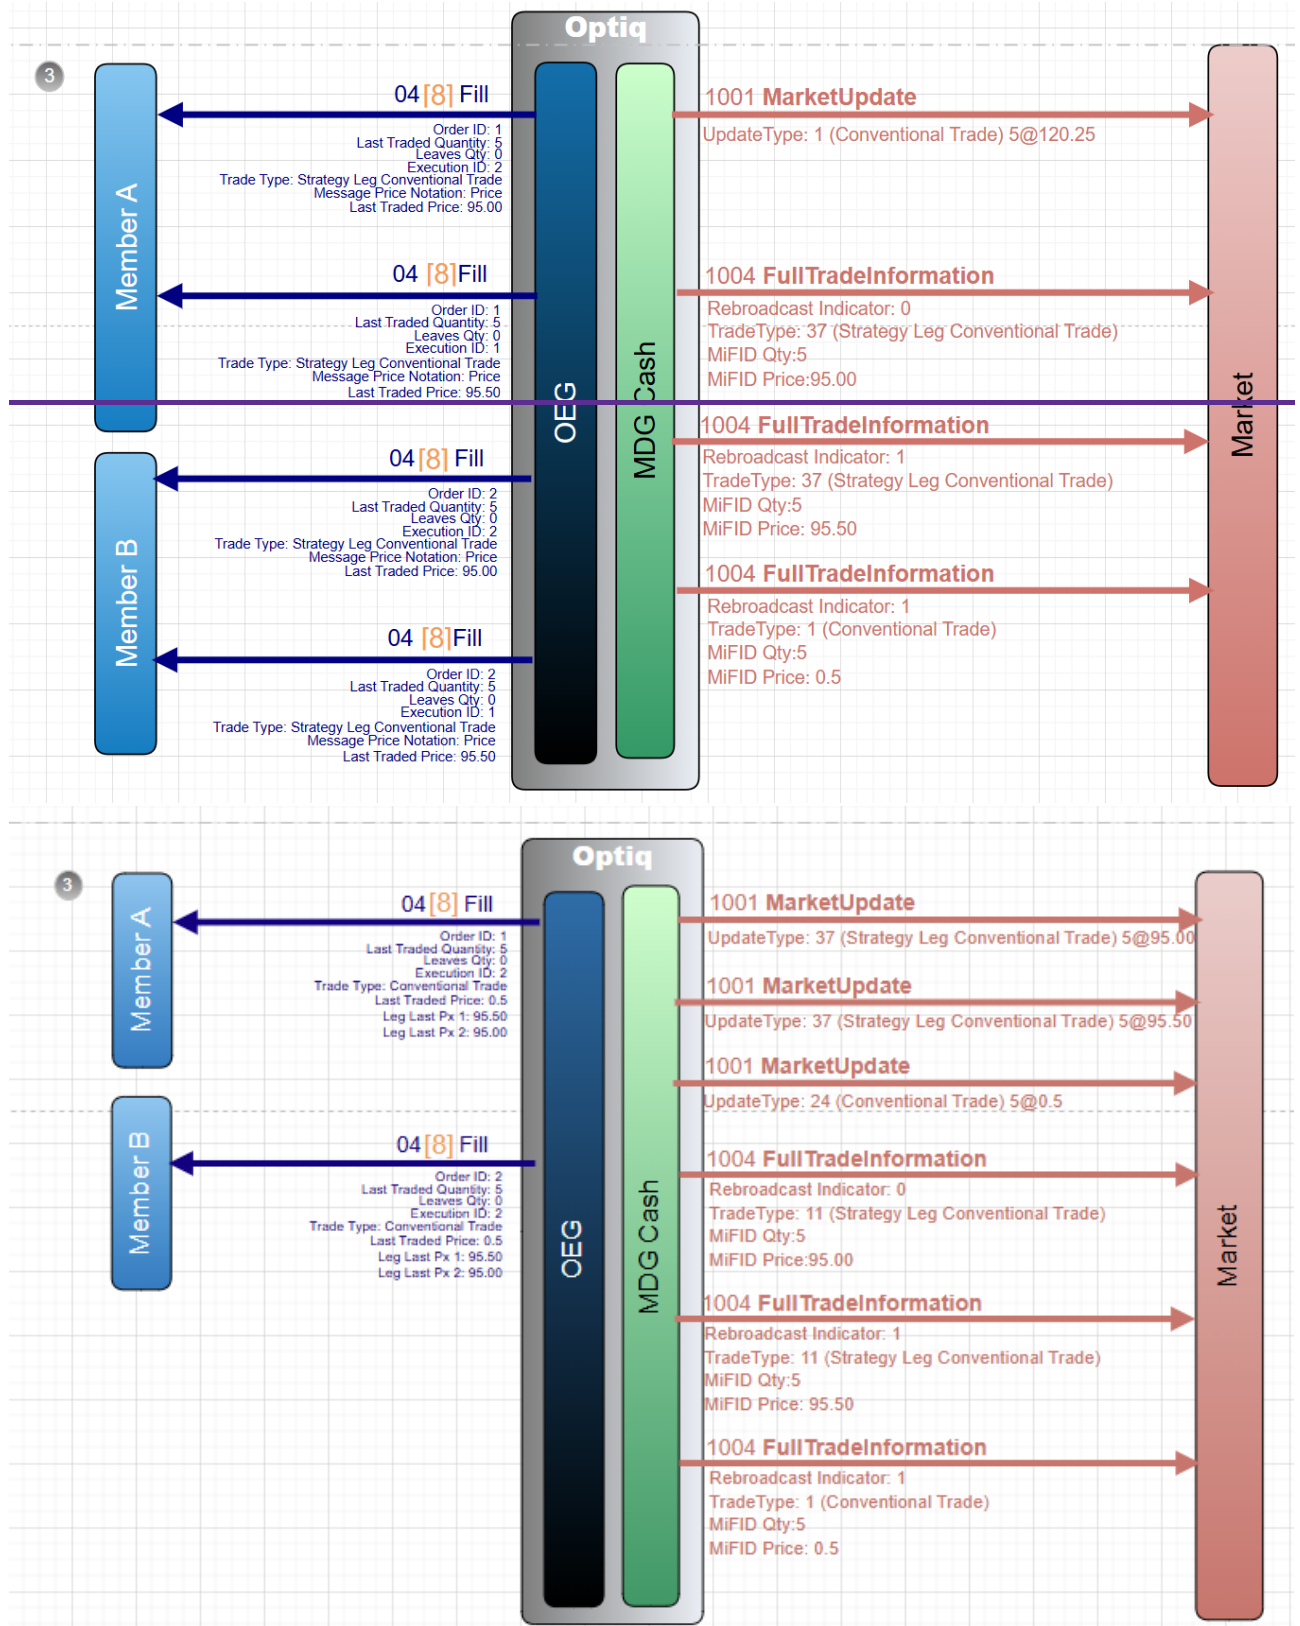 Optiq
3
Member A
04 [8] Fill
Order ID: 1
Last Traded Quantity: 5
Leaves Qty: 0
Execution ID: 2
Trade Type: Strategy Leg Conventional Trade
Message Price Notation: Price
Last Traded Price: 95.00
04 [8]Fill
Order ID: 1
Last Traded Quantity: 5
Leaves Qty: 0
Execution ID: 1
Trade Type: Strategy Leg Conventional Trade
Message Price Notation: Price
Last Traded Price: 95.50
Member B
04 [8] Fill
Order ID: 2
Last Traded Quantity: 5
Leaves Qty: 0
Execution ID: 2
Trade Type: Strategy Leg Conventional Trade
Message Price Notation: Price
Last Traded Price: 95.00
04 [8]Fill
Order ID: 2
Last Traded Quantity: 5
Leaves Qty: 0
Execution ID: 1
Trade Type: Strategy Leg Conventional Trade
Message Price Notation: Price
Last Traded Price: 95.50
OEG
MDG Cash
1001 MarketUpdate
UpdateType: 1 (Conventional Trade) 5@120.25
1004 FullTradeInformation
Rebroadcast Indicator: 0
TradeType: 37 (Strategy Leg Conventional Trade)
MiFID Qty:5
MiFID Price:95.00
1004 FullTradeInformation
Rebroadcast Indicator: 1
TradeType: 37 (Strategy Leg Conventional Trade)
MiFID Qty:5
MiFID Price: 95.50
1004 FullTradeInformation
Rebroadcast Indicator: 1
TradeType: 1 (Conventional Trade)
MiFID Qty:5
MiFID Price: 0.5
Market
Optiq
3
Member A
04 [8] Fill
Order ID: 1
Last Traded Quantity: 5
Leaves Qty: 0
Execution ID: 2
Trade Type: Conventional Trade
Last Traded Price: 0.5
Leg Last Px 1: 95.50
Leg Last Px 2: 95.00
Member B
04 [8] Fill
Order ID: 2
Last Traded Quantity: 5
Leaves Qty: 0
Execution ID: 2
Trade Type: Conventional Trade
Last Traded Price: 0.5
Leg Last Px 1: 95.50
Leg Last Px 2: 95.00
OEG
MDG Cash
1001 MarketUpdate
UpdateType: 37 (Strategy Leg Conventional Trade) 5@95.00
1001 MarketUpdate
UpdateType: 37 (Strategy Leg Conventional Trade) 5@95.50
1001 MarketUpdate
UpdateType: 24 (Conventional Trade) 5@0.5
1004 FullTradeInformation
Rebroadcast Indicator: 0
TradeType: 11 (Strategy Leg Conventional Trade)
MiFID Qty:5
MiFID Price:95.00
1004 FullTradeInformation
Rebroadcast Indicator: 1
TradeType: 11 (Strategy Leg Conventional Trade)
MiFID Qty:5
MiFID Price: 95.50
1004 FullTradeInformation
Rebroadcast Indicator: 1
TradeType: 1 (Conventional Trade)
MiFID Qty:5
MiFID Price: 0.5
Market